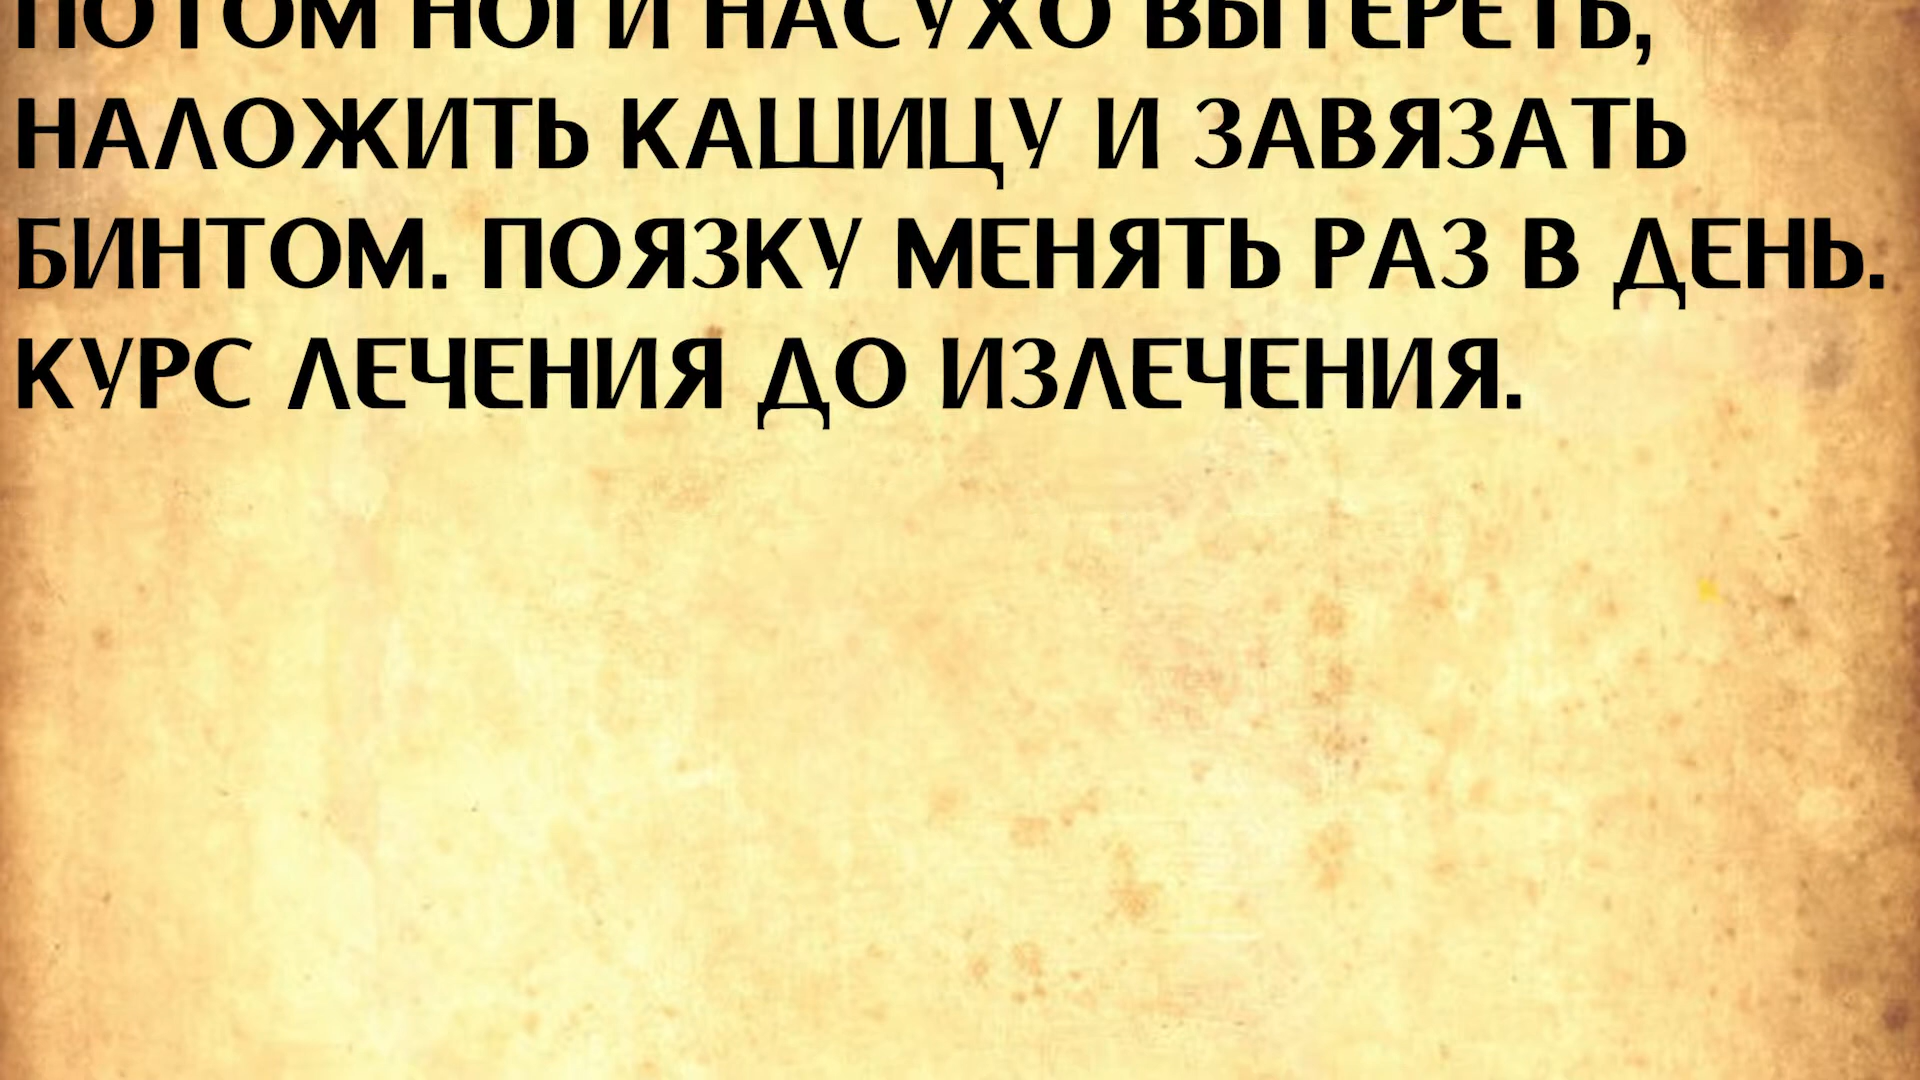 ПОТОМ НОГИ НАСУХО ВЫТЕРЕТЬ,
НАЛОЖИТЬ КАШИЦУ И ЗАВЯЗАТЬ
БИНТОМ. ПОЯЗКУ МЕНЯТЬ РАЗ В ДЕНЬ.
КУРС ЛЕЧЕНИЯ ДО ИЗЛЕЧЕНИЯ.